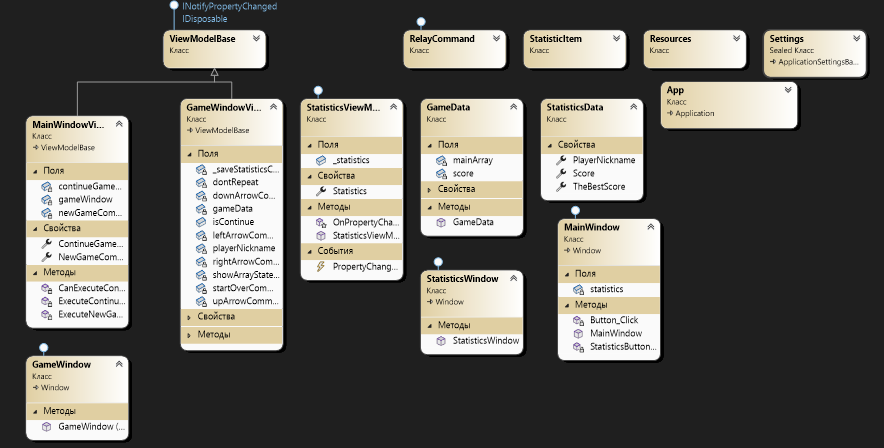 INotifyPropertyChanged
IDisposable
ViewModelBase
Класс
RelayCommand
Класс
StatisticItem
Класс
Resources
Класс
Settings
Sealed Класс
ApplicationSettingsBa...
App
Класс
Application
MainWindowVi...
Класс
ViewModelBase
Поля
continueGame...
gameWindow
newGameCom...
Свойства
ContinueGame...
NewGameCom...
Методы
CanExecuteCon...
ExecuteContinu...
ExecuteNewGa...
GameWindowVi...
Класс
ViewModelBase
Поля
_saveStatisticsC...
dontRepeat
downArrowCo...
gameData
isContinue
leftArrowCom...
playerNickname
rightArrowCom...
showArrayState...
startOverCom...
upArrowComm...
Свойства
Методы
StatisticsViewM...
Класс
Поля
_statistics
Свойства
Statistics
Методы
OnPropertyCha...
StatisticsViewM...
События
PropertyChang...
GameData
Класс
Поля
mainArray
score
Свойства
Методы
GameData
StatisticsData
Класс
Свойства
PlayerNickname
Score
TheBestScore
MainWindow
Класс
Window
Поля
statistics
Методы
Button_Click
MainWindow
StatisticsButton...
StatisticsWindow
Класс
Window
Методы
StatisticsWindow
GameWindow
Класс
Window
Методы
GameWindow (...